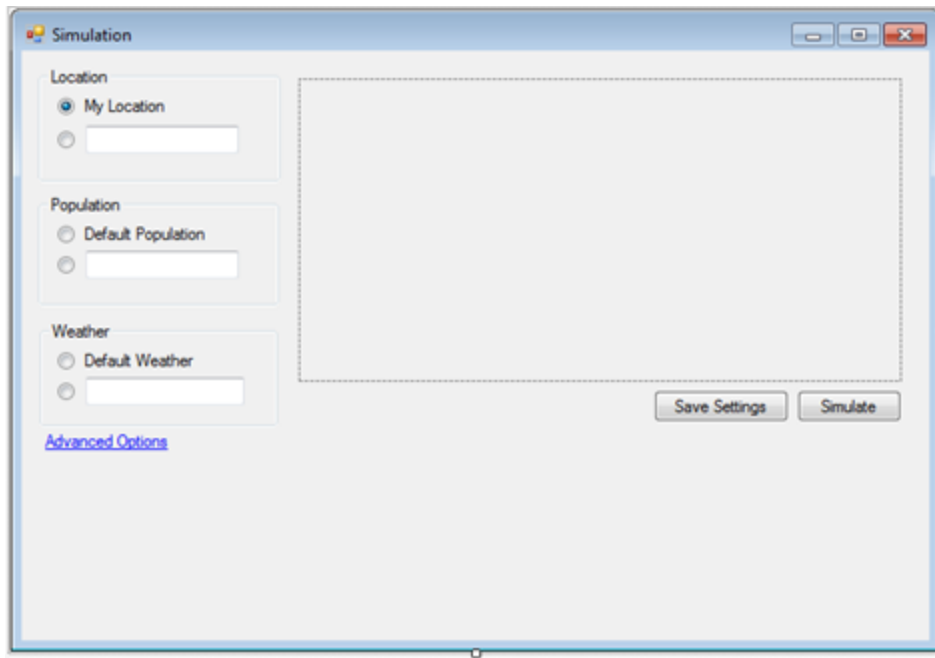 Simulation
Location
My Location
Population
Default Population
Weather
Default Weather
Save Settings
Simulate
Advanced Options